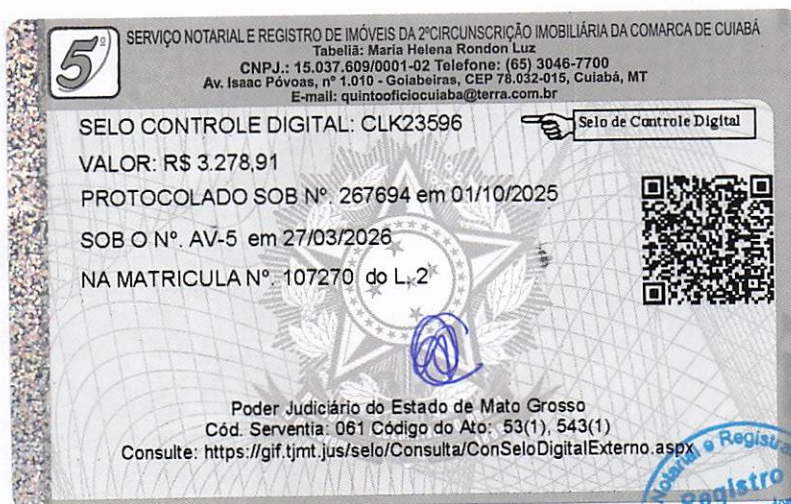 5º
SERVIÇO NOTARIAL E REGISTRO DE IMÓVEIS DA 2ºCIRCUNSCRIÇÃO IMOBILIÁRIA DA COMARCA DE CUIABÁ
Tabeliã: Maria Helena Rondon Luz
CNPJ.: 15.037.609/0001-02 Telefone: (65) 3046-7700
Av. Isaac Póvoas, nº 1.010 - Goiabeiras, CEP 78.032-015, Cuiabá, MT
E-mail: quintooficiocuiaba@terra.com.br
SELO CONTROLE DIGITAL: CLK23596
Selo de Controle Digital
VALOR: R$ 3.278,91
PROTOCOLADO SOB Nº. 267694 em 01/10/2025
SOB O Nº. AV-5 em 27/03/2026
NA MATRICULA Nº. 107270 do L. 2
Poder Judiciário do Estado de Mato Grosso
Cód. Serventia: 061 Código do Ato: 53(1), 543(1)
Consulte: https://gif.tjmt.jus/selo/Consulta/ConSeloDigitalExterno.aspx
Registro